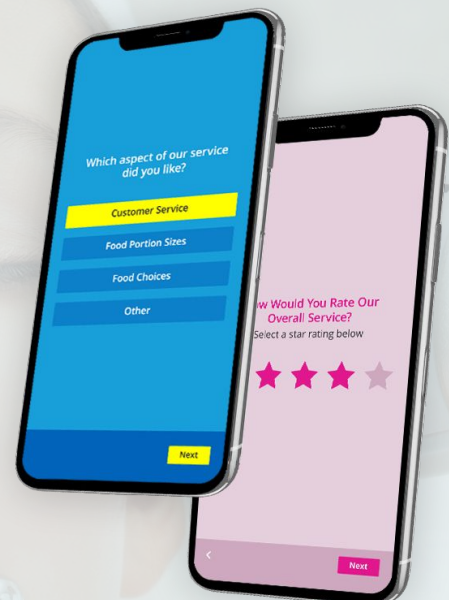 Which aspect of our service
did you like?
Customer Service
Food Portion Sizes
Food Choices
Other
Next
Would You Rate Our
Overall Service?
Select a star rating below
Next